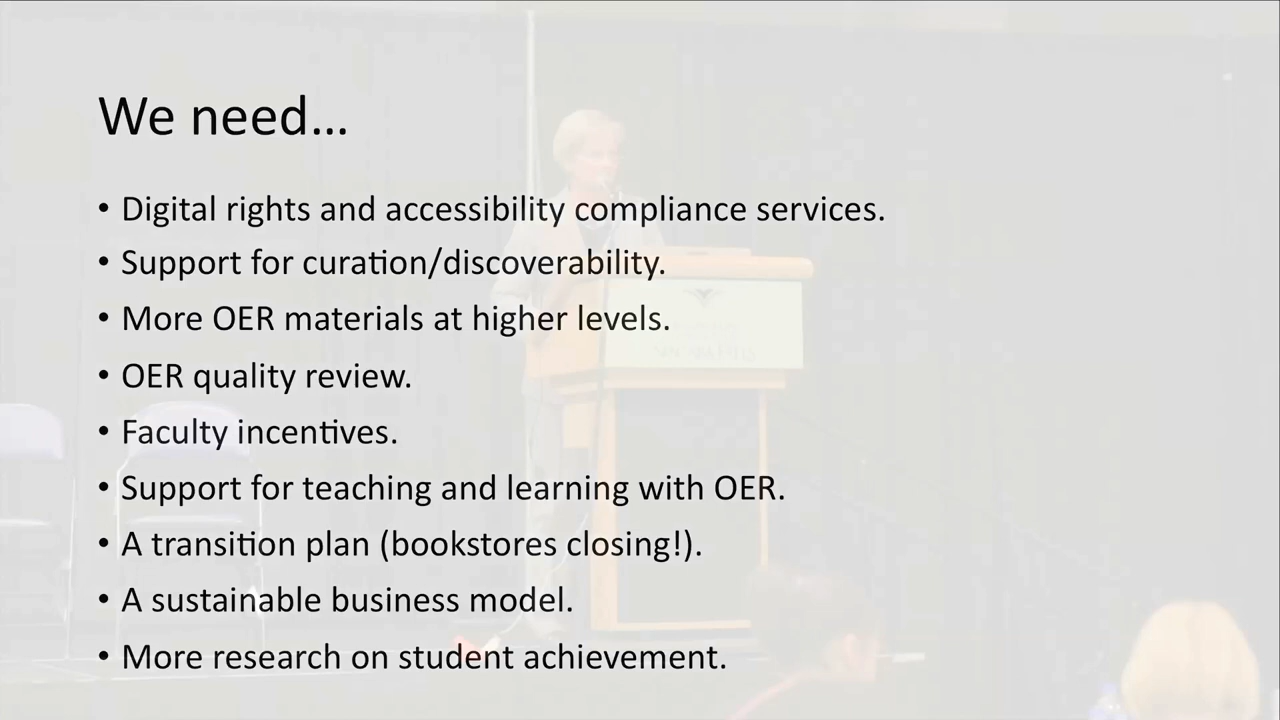 We need...
• Digital rights and accessibility compliance services.
• Support for curation/discoverability.
• More OER materials at higher levels.
• OER quality review.
• Faculty incentives.
• Support for teaching and learning with OER.
• A transition plan (bookstores closing!).
• A sustainable business model.
• More research on student achievement.